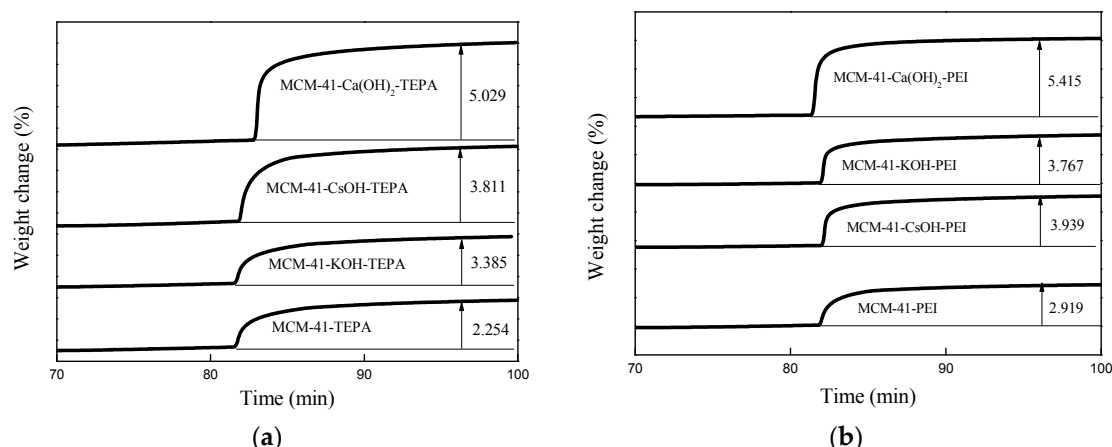 Weight change (%)
MCM-41-Ca(OH)₂-TEPA
5.029
MCM-41-CsOH-TEPA
3.811
MCM-41-KOH-TEPA
3.385
MCM-41-TEPA
2.254
70
80
90
100
Time (min)
(a)
Weight change (%)
MCM-41-Ca(OH)₂-PEI
5.415
MCM-41-KOH-PEI
3.767
MCM-41-CsOH-PEI
3.939
MCM-41-PEI
2.919
70
80
90
100
Time (min)
(b)